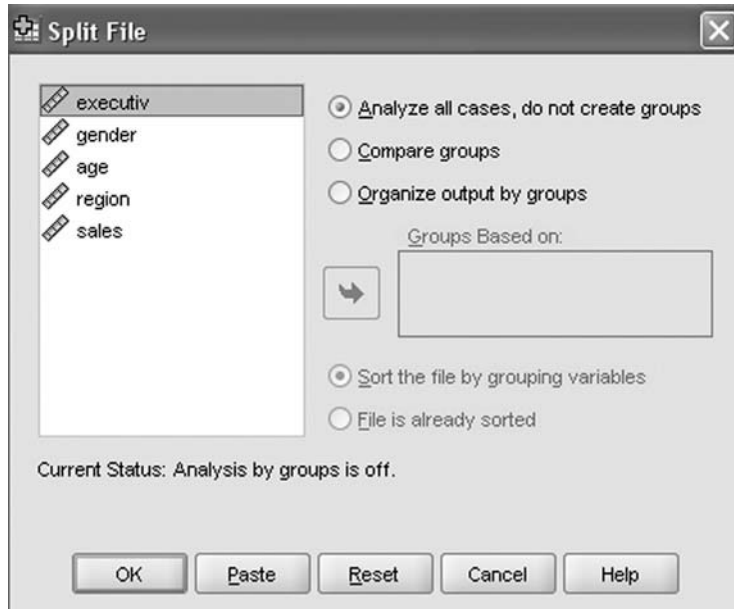 Split File
executiv
gender
age
region
sales
Analyze all cases, do not create groups
Compare groups
Organize output by groups
Groups Based on:
Sort the file by grouping variables
File is already sorted
Current Status: Analysis by groups is off.
OK
Paste
Reset
Cancel
Help